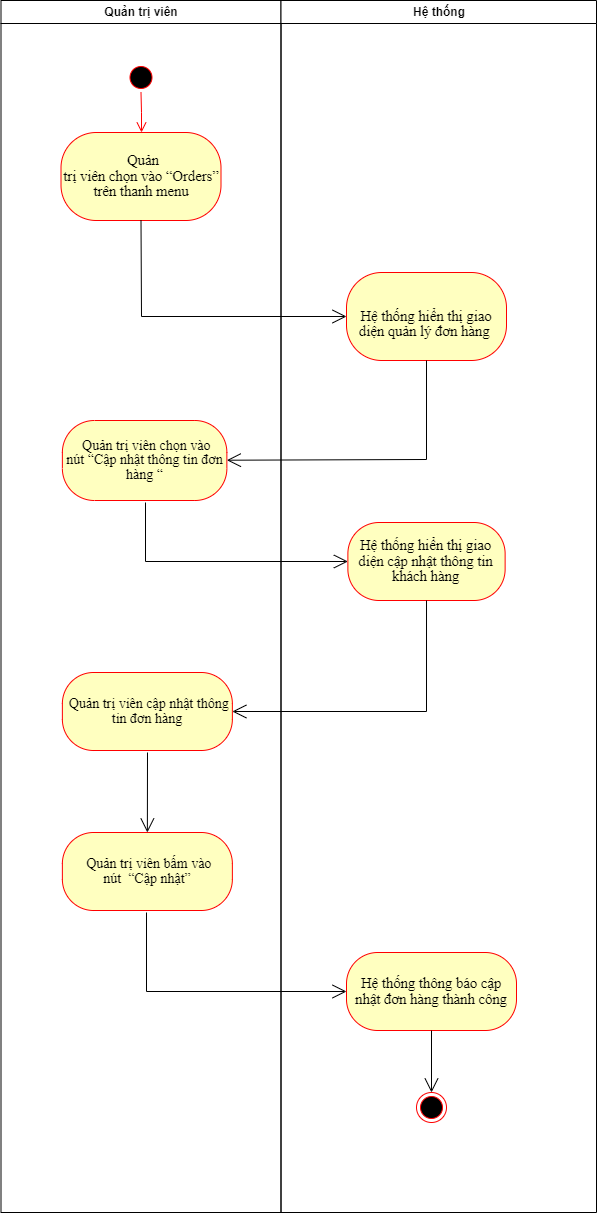 Quản trị viên
Hệ thống
Quản
trị viên chọn vào “Orders”
trên thanh menu
Hệ thống hiển thị giao
diện quản lý đơn hàng
Quản trị viên chọn vào
nút “Cập nhật thông tin đơn
hàng “
Hệ thống hiển thị giao
diện cập nhật thông tin
khách hàng
Quản trị viên cập nhật thông
tin đơn hàng
Quản trị viên bấm vào
nút “Cập nhật”
Hệ thống thông báo cập
nhật đơn hàng thành công